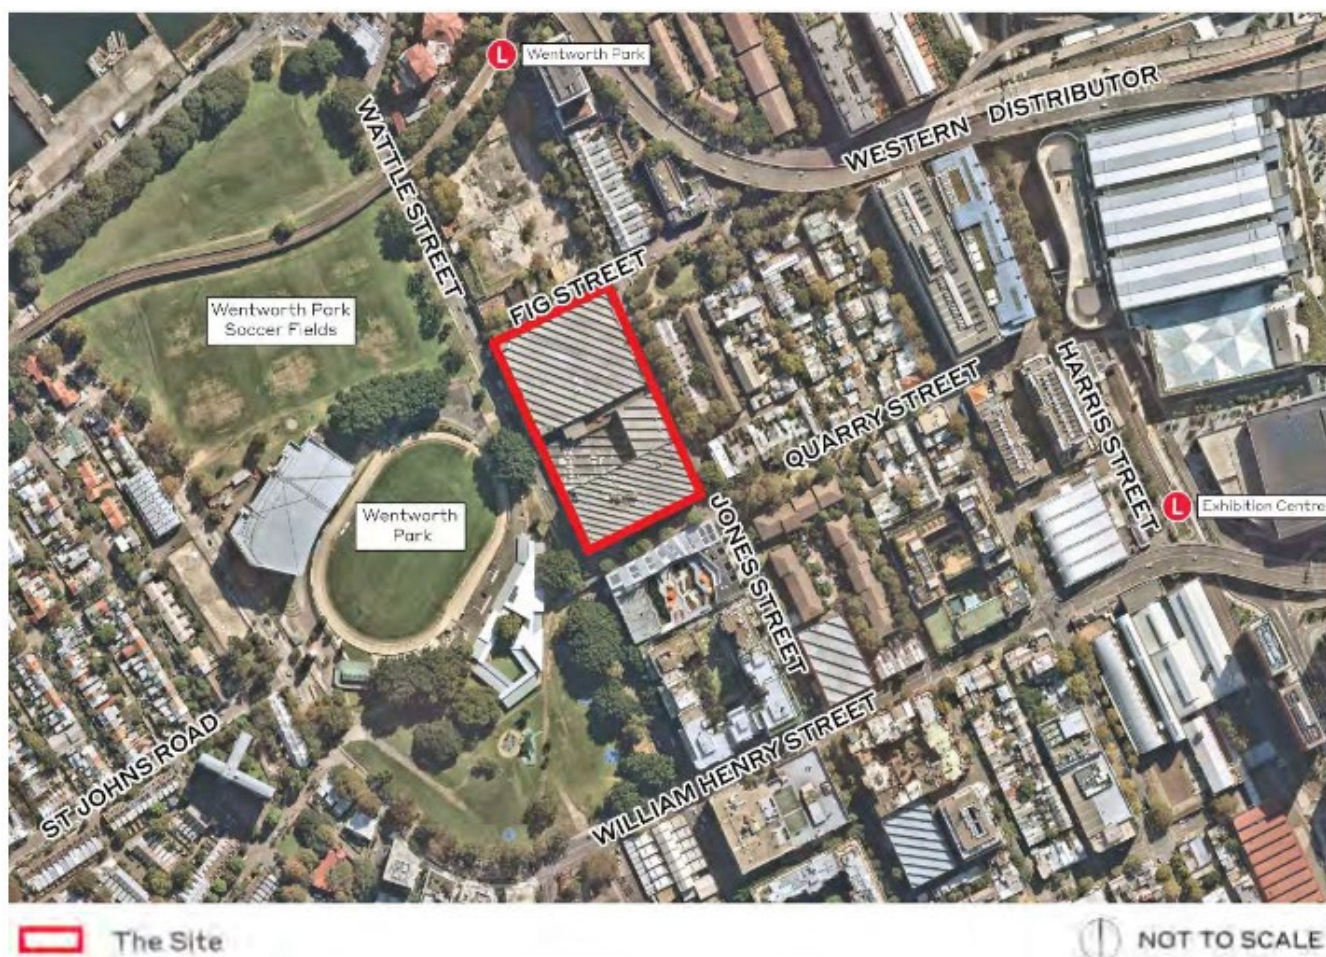 L Wentworth Park
WESTERN DISTRIBUTOR
WATTLE STREET
FIG STREET
Wentworth Park
Soccer Fields
HARRIS STREET
QUARRY STREET
L Exhibition Centre
Wentworth
Park
JONES STREET
ST JOHNS ROAD
WILLIAM HENRY STREET
The Site
NOT TO SCALE